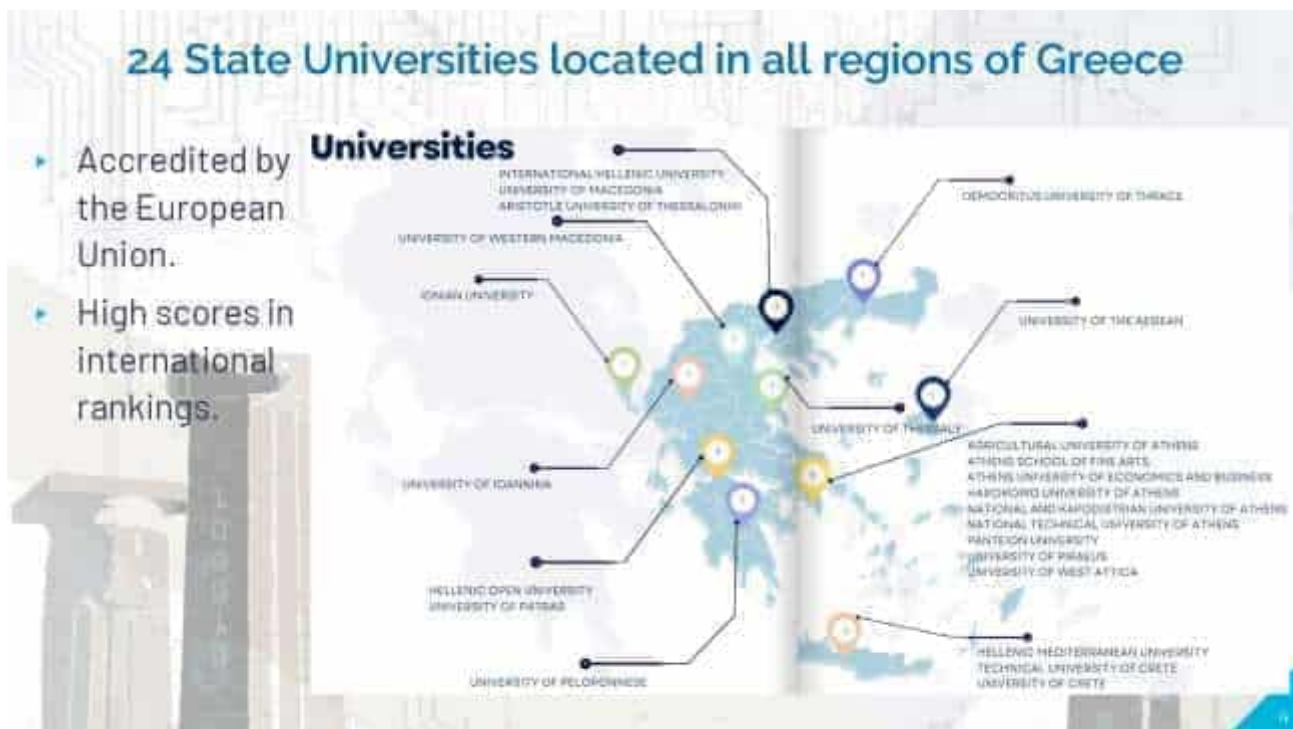 24 State Universities located in all regions of Greece
▸ Accredited by
the European
Union.
▸ High scores in
international
rankings.
Universities
INTERNATIONAL HELLENIC UNIVERSITY
UNIVERSITY OF MACEDONIA
ARISTOTLE UNIVERSITY OF THESSALONIKI
UNIVERSITY OF WESTERN MACEDONIA
IONIAN UNIVERSITY
UNIVERSITY OF IOANNINA
HELLENIC OPEN UNIVERSITY
UNIVERSITY OF PATRAS
UNIVERSITY OF PELOPONNESE
DEMOCRITUS UNIVERSITY OF THRACE
UNIVERSITY OF THE AEGEAN
UNIVERSITY OF THESSALY
AGRICULTURAL UNIVERSITY OF ATHENS
ATHENS SCHOOL OF FINE ARTS
ATHENS UNIVERSITY OF ECONOMICS AND BUSINESS
HAROKOPIO UNIVERSITY OF ATHENS
NATIONAL AND KAPODISTRIAN UNIVERSITY OF ATHENS
NATIONAL TECHNICAL UNIVERSITY OF ATHENS
PANTEION UNIVERSITY
UNIVERSITY OF PIRAEUS
UNIVERSITY OF WEST ATTICA
HELLENIC MEDITERRANEAN UNIVERSITY
TECHNICAL UNIVERSITY OF CRETE
UNIVERSITY OF CRETE